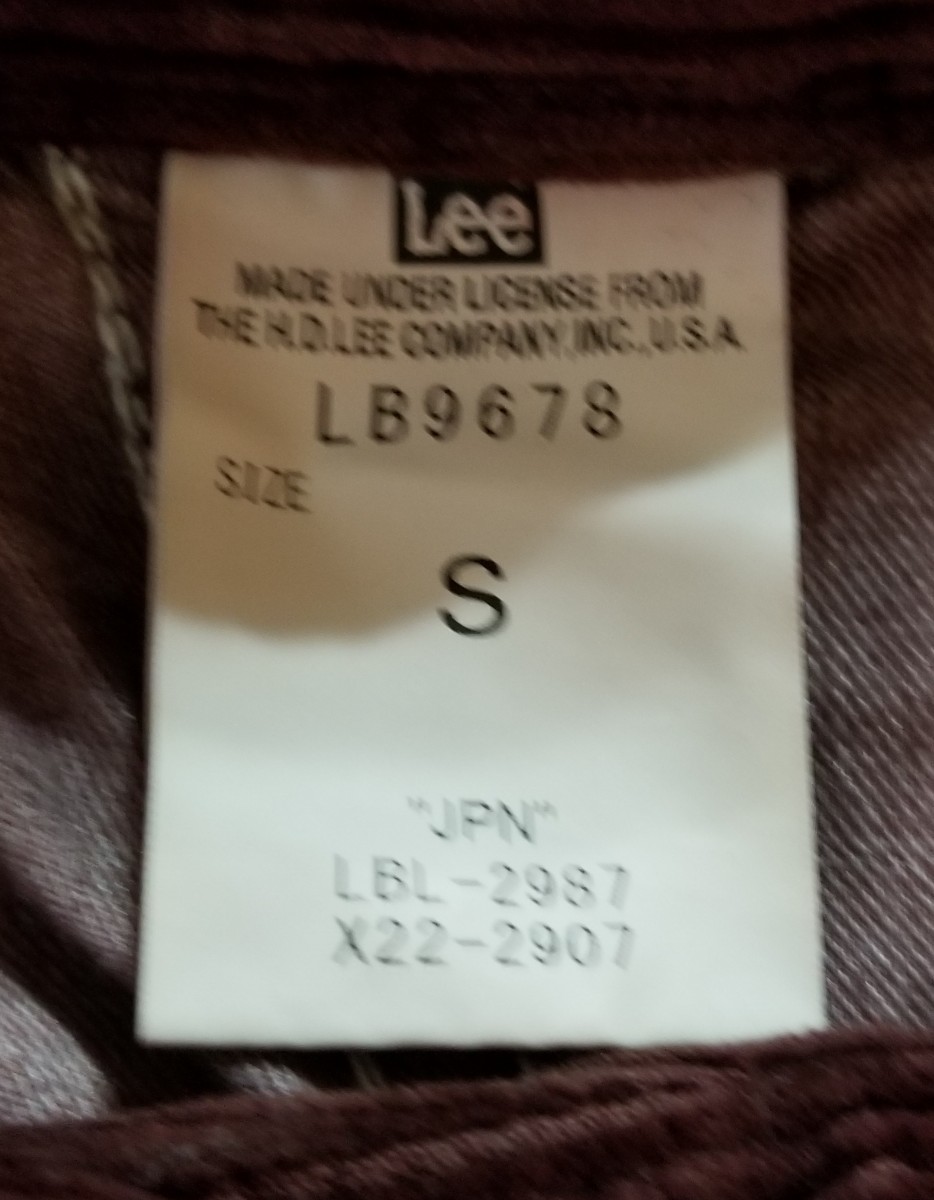 Lee
MADE UNDER LICENSE FROM
THE H.D.LEE COMPANY,INC.,U.S.A.
LB9678
SIZE
S
"JPN"
LBL-2987
X22-2907